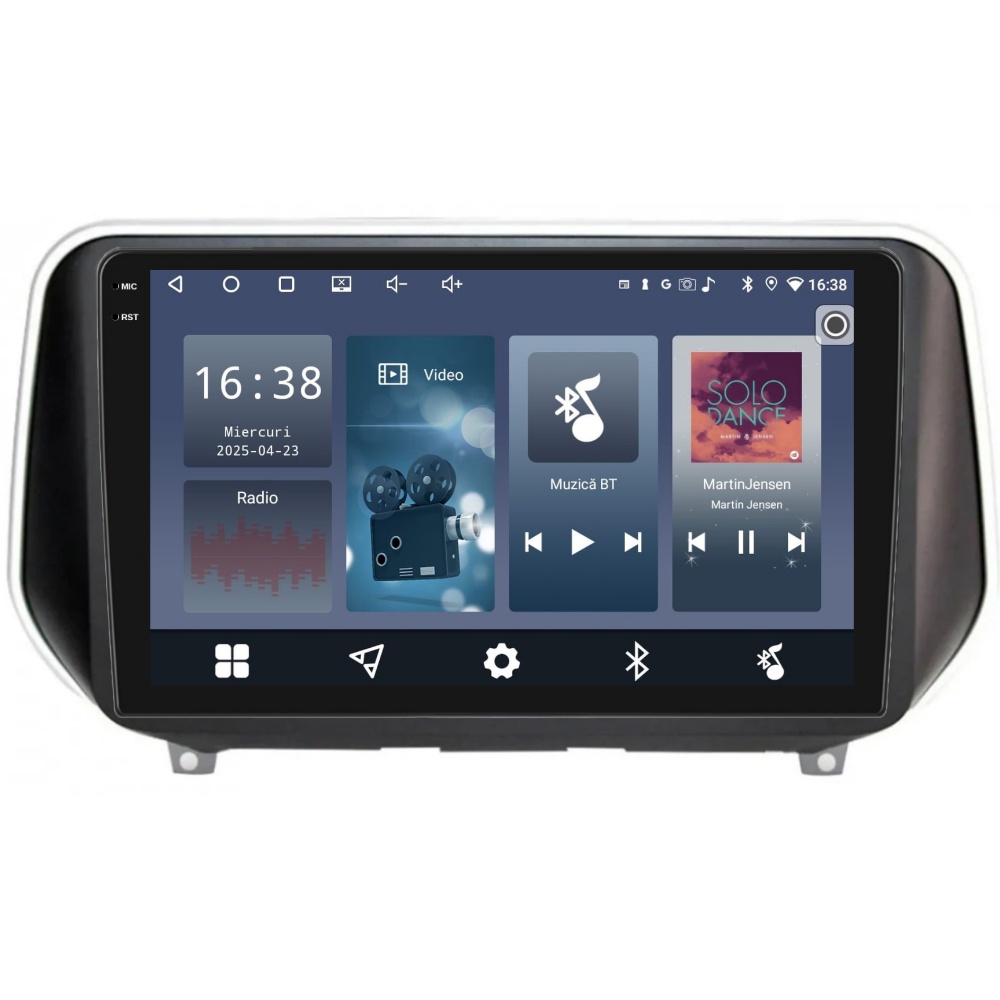 MIC
RST
G
16:38
16:38
Miercuri
2025-04-23
Radio
Video
Muzică BT
SOLO
DANCE
MARTIN JENSEN
MartinJensen
Martin Jensen